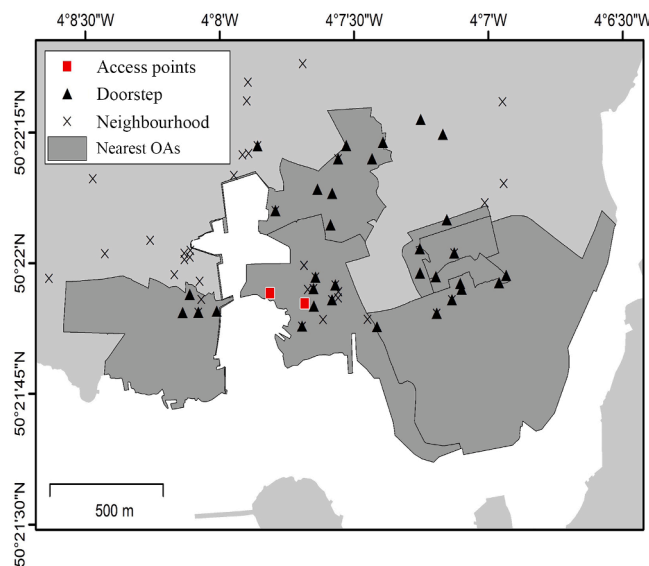 4°8'30"W 4°8'W 4°7'30"W 4°7'W 4°6'30"W
Access points
Doorstep
Neighbourhood
Nearest OAs
50°22'15"N
50°22'N
50°21'45"N
50°21'30"N
500 m